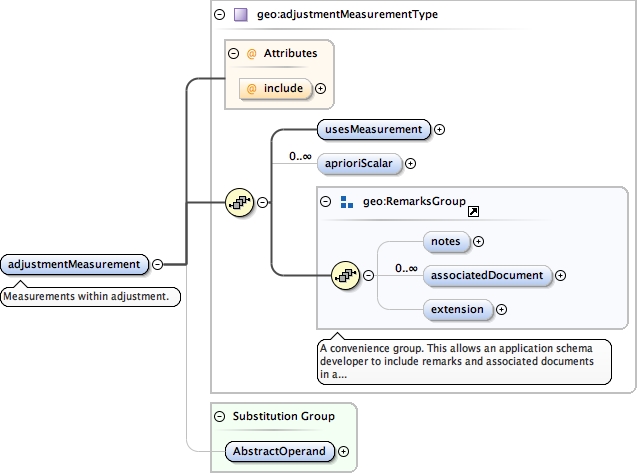 geo:adjustmentMeasurementType
@ Attributes
@ include
usesMeasurement
0..∞
aprioriScalar
geo:RemarksGroup
notes
0..∞
associatedDocument
extension
A convenience group. This allows an application schema
developer to include remarks and associated documents
in a...
adjustmentMeasurement
Measurements within adjustment.
Substitution Group
AbstractOperand